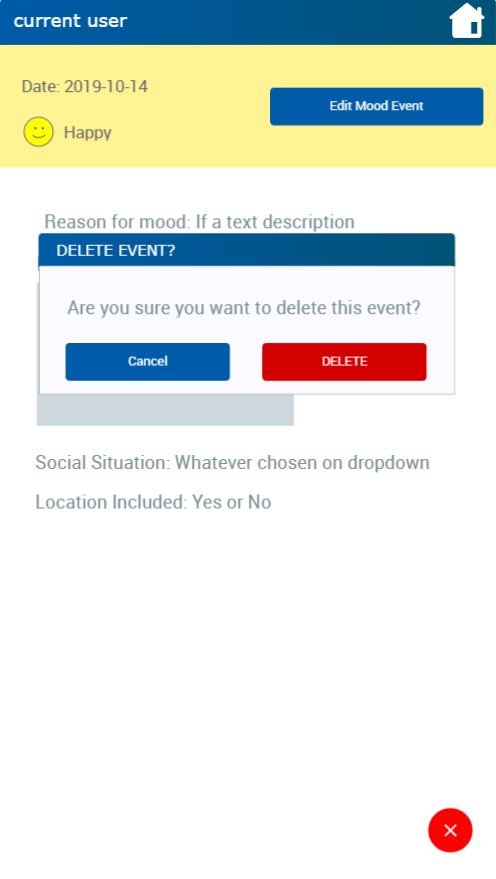 current user
Date: 2019-10-14
Edit Mood Event
Happy
Reason for mood: If a text description
DELETE EVENT?
Are you sure you want to delete this event?
Cancel
DELETE
Social Situation: Whatever chosen on dropdown
Location Included: Yes or No